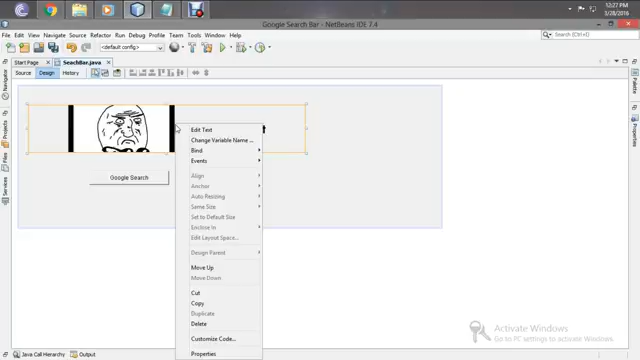 12:27 PM
5/28/2016
Google Search Bar - NetBeans IDE 7.4
File Edit View Navigate Source Refactor Run Debug Profile Team Tools Window Help
Search (Ctrl+I)
<default config>
Start Page
SeachBar.java
Source Design History
Navigator
Projects
Files
Services
Palette
Properties
Google Search
Edit Text
Change Variable Name ...
Bind
Events
Align
Anchor
Auto Resizing
Same Size
Set to Default Size
Enclose In
Edit Layout Space...
Design Parent
Move Up
Move Down
Cut
Copy
Duplicate
Delete
Customize Code...
Properties
Activate Windows
Go to PC settings to activate Windows.
Java Call Hierarchy Output